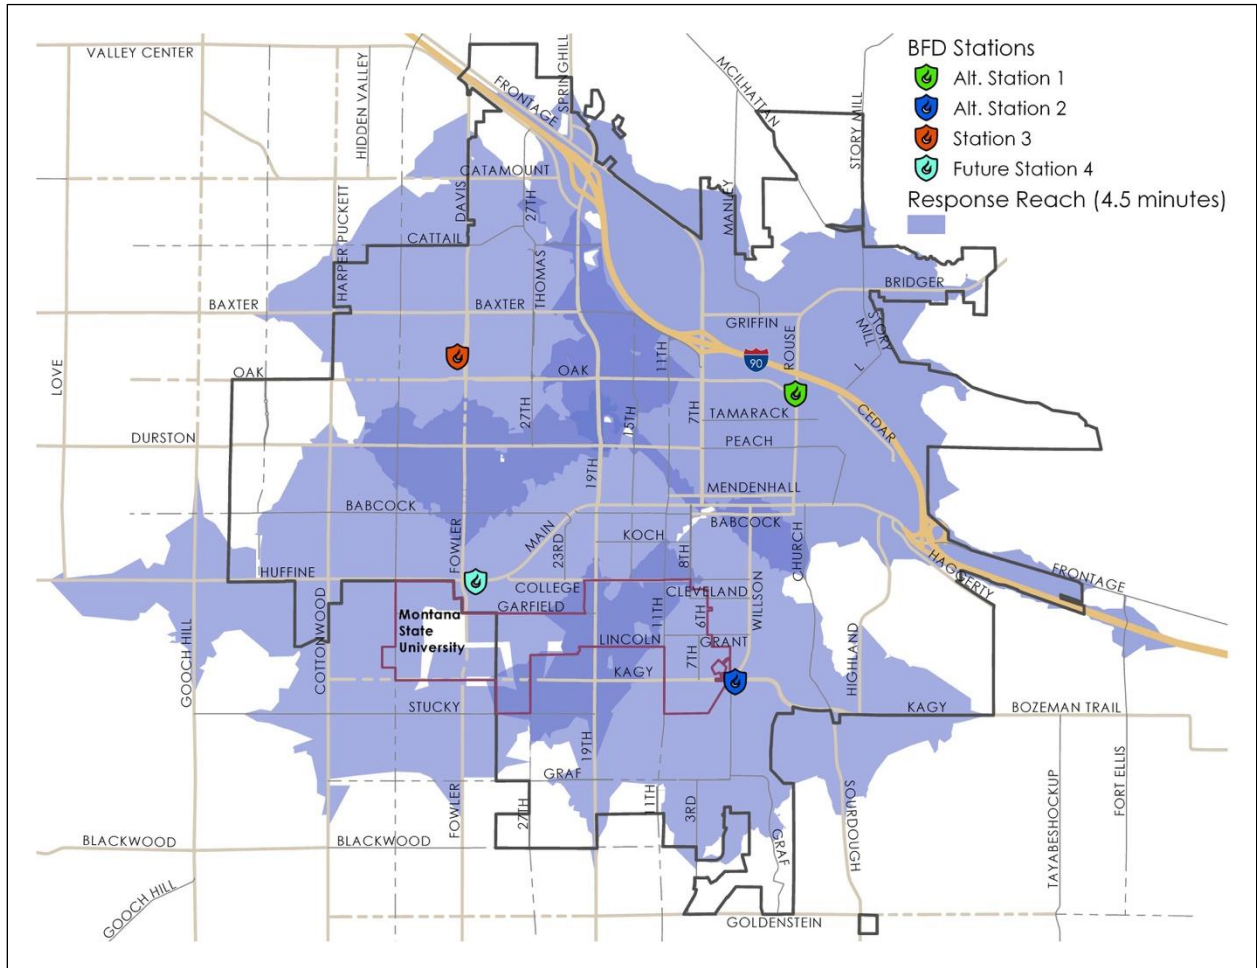 VALLEY CENTER
HIDDEN VALLEY
FRONTAGE
SPRINGHILL
MCILHATTAN
STORY MILL
BFD Stations
Alt. Station 1
Alt. Station 2
Station 3
Future Station 4
Response Reach (4.5 minutes)
CATAMOUNT
HARPER PUCKETT
DAVIS
27TH
MANLEY
CATTAIL
THOMAS
BRIDGER
BAXTER
BAXTER
GRIFFIN
STORY
MILL
11TH
90
ROUSE
L
LOVE
OAK
OAK
27TH
15TH
7TH
TAMARACK
CEDAR
DURSTON
PEACH
19TH
MENDENHALL
BABCOCK
BABCOCK
FOWLER
MAIN
23RD
KOCH
8TH
CHURCH
HAGGERTY
FRONTAGE
HUFFINE
COLLEGE
CLEVELAND
WILLSON
GARFIELD
Montana
State
University
11TH
6TH
LINCOLN
GRANT
7TH
HIGHLAND
GOOCH HILL
COTTONWOOD
KAGY
STUCKY
KAGY
BOZEMAN TRAIL
19TH
GRAF
FOWLER
27TH
11TH
3RD
GRAF
SOURDOUGH
TAYABESHOCKUP
FORT ELLIS
BLACKWOOD
BLACKWOOD
GOOCH HILL
GOLDENSTEIN